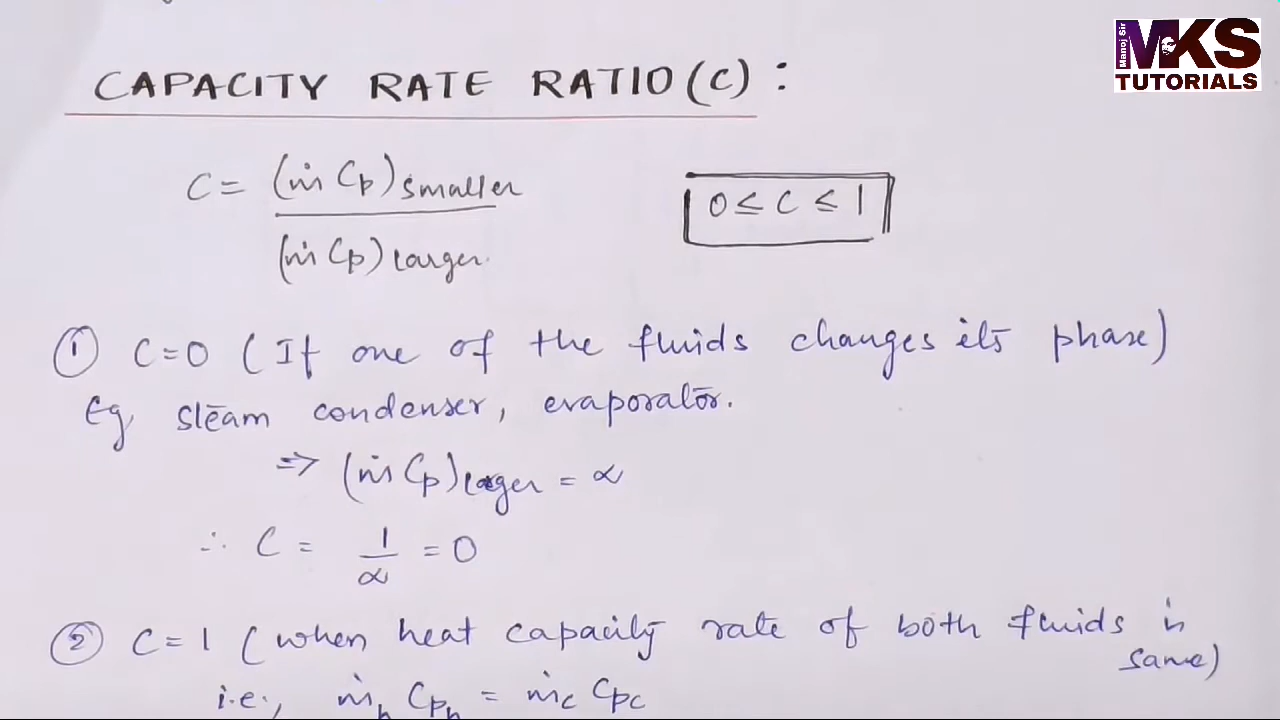 Manoj Sir
MKS
TUTORIALS
CAPACITY RATE RATIO (C) :
C = (ṁ Cp) smaller
(ṁ Cp) larger
0 ≤ C ≤ 1
① C=0 (If one of the fluids changes its phase)
Eg, steam condenser, evaporator.
⇒ (ṁ Cp) larger = ∝
∴ C = 1/∝ = 0
② C=1 (when heat capacity rate of both fluids is
same)
i.e., ṁh Cph = ṁc Cpc